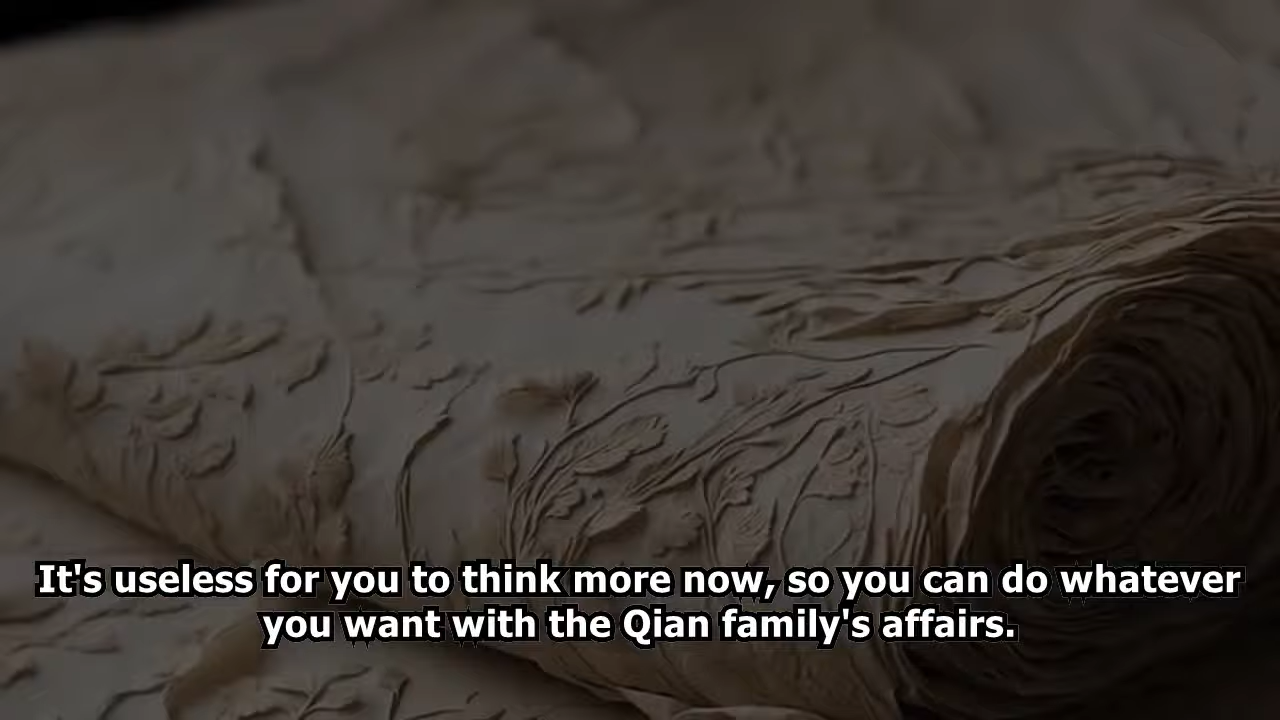 It's useless for you to think more now, so you can do whatever
you want with the Qian family's affairs.